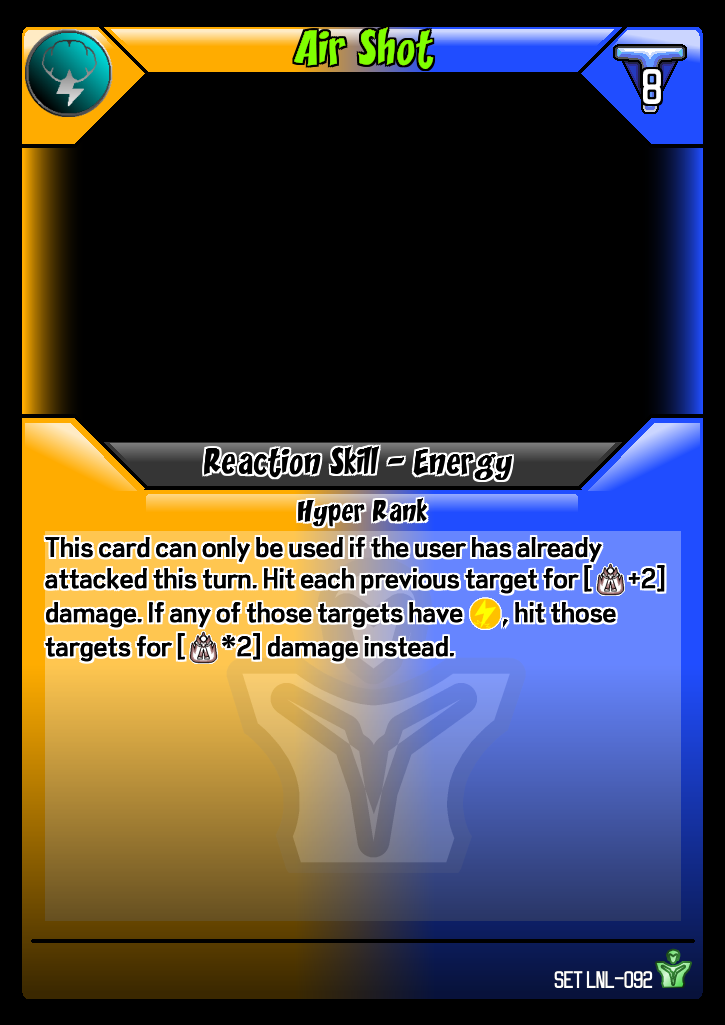 Air Shot
8
Reaction Skill - Energy
Hyper Rank
This card can only be used if the user has already
attacked this turn. Hit each previous target for [ +2]
damage. If any of those targets have , hit those
targets for [ *2] damage instead.
SET LNL-092